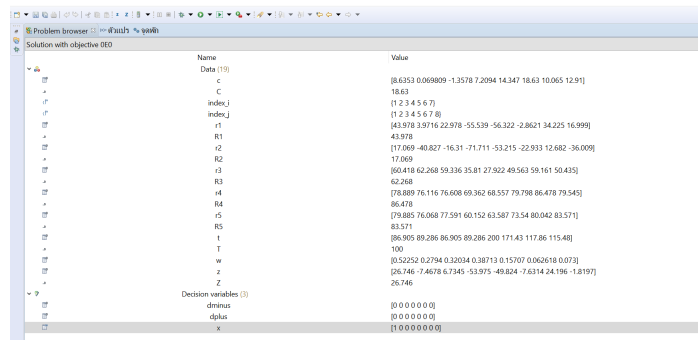 Problem browser ตัวแปร จุดพัก
Solution with objective 0E0
Name Value
Data (19)
c [8.6353 0.069809 -1.3578 7.2094 14.347 18.63 10.065 12.91]
C 18.63
index_i {1 2 3 4 5 6 7}
index_j {1 2 3 4 5 6 7 8}
r1 [43.978 3.9716 22.978 -55.539 -56.322 -2.8621 34.225 16.999]
R1 43.978
r2 [17.069 -40.827 -16.31 -71.711 -53.215 -22.933 12.682 -36.009]
R2 17.069
r3 [60.418 62.268 59.336 35.81 27.922 49.563 59.161 50.435]
R3 62.268
r4 [78.889 76.116 76.608 69.362 68.557 79.798 86.478 79.545]
R4 86.478
r5 [79.885 76.068 77.591 60.152 63.587 73.54 80.042 83.571]
R5 83.571
t [86.905 89.286 86.905 89.286 200 171.43 117.86 115.48]
T 100
w [0.52252 0.2794 0.32034 0.38713 0.15707 0.062618 0.073]
z [26.746 -7.4678 6.7345 -53.975 -49.824 -7.6314 24.196 -1.8197]
Z 26.746
Decision variables (3)
dminus [0 0 0 0 0 0 0]
dplus [0 0 0 0 0 0 0]
x [1 0 0 0 0 0 0 0]